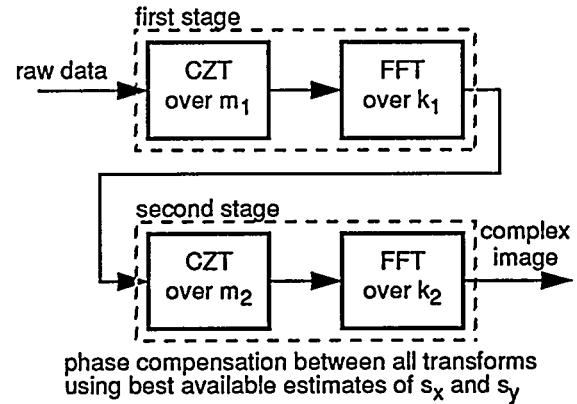 first stage
raw data
CZT
over m1
FFT
over k1
second stage
CZT
over m2
FFT
over k2
complex
image
phase compensation between all transforms
using best available estimates of sx and sy